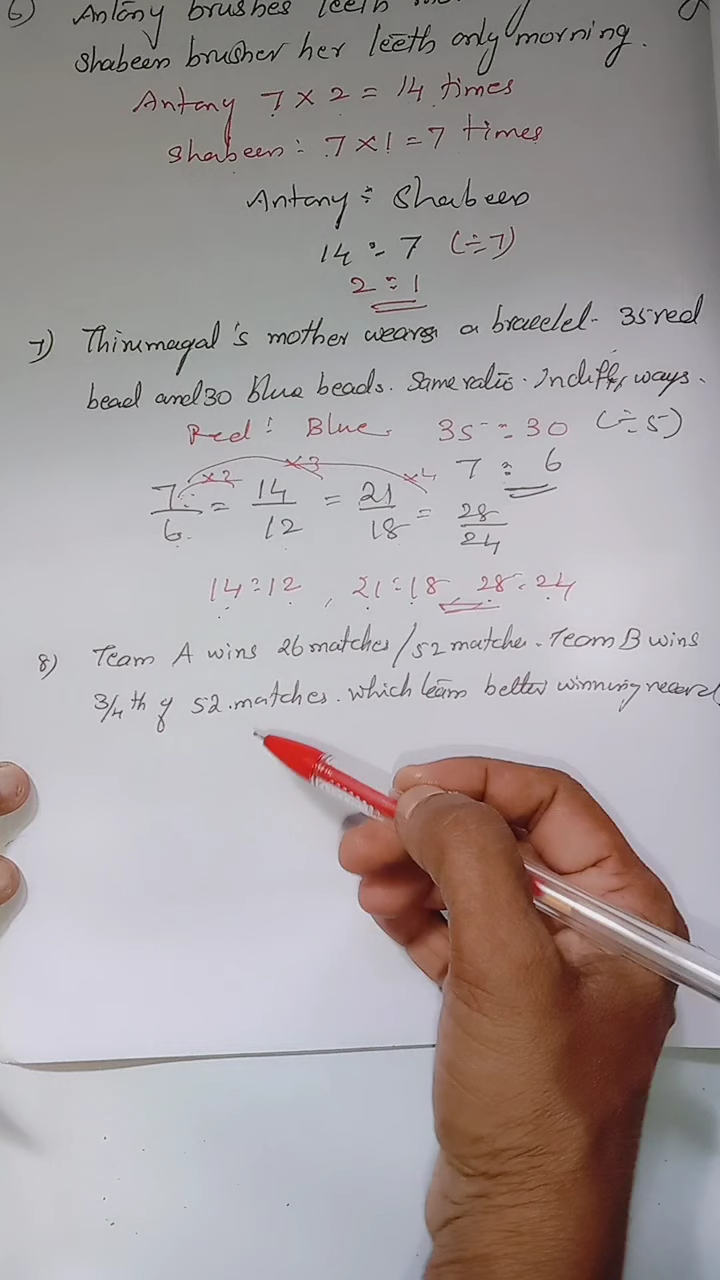 6) Antony brushes teeth
shabeen brusher her teeth only morning.
Antony 7 × 2 = 14 times
shabeen : 7 × 1 = 7 times
Antony : Shabeen
14 : 7 (÷7)
2 : 1
7) Thirumagal's mother wears a bracelet. 35 red
bead and 30 blue beads. Same ratio. In diff, ways.
Red : Blue 35 : 30 (÷5)
7 : 6
×2 ×3 ×4
7/6 = 14/12 = 21/18 = 28/24
14:12, 21:18, 28:24
8) Team A wins 26 matches/52 matche. Team B wins
3/4 th of 52 matches. which team better winning record